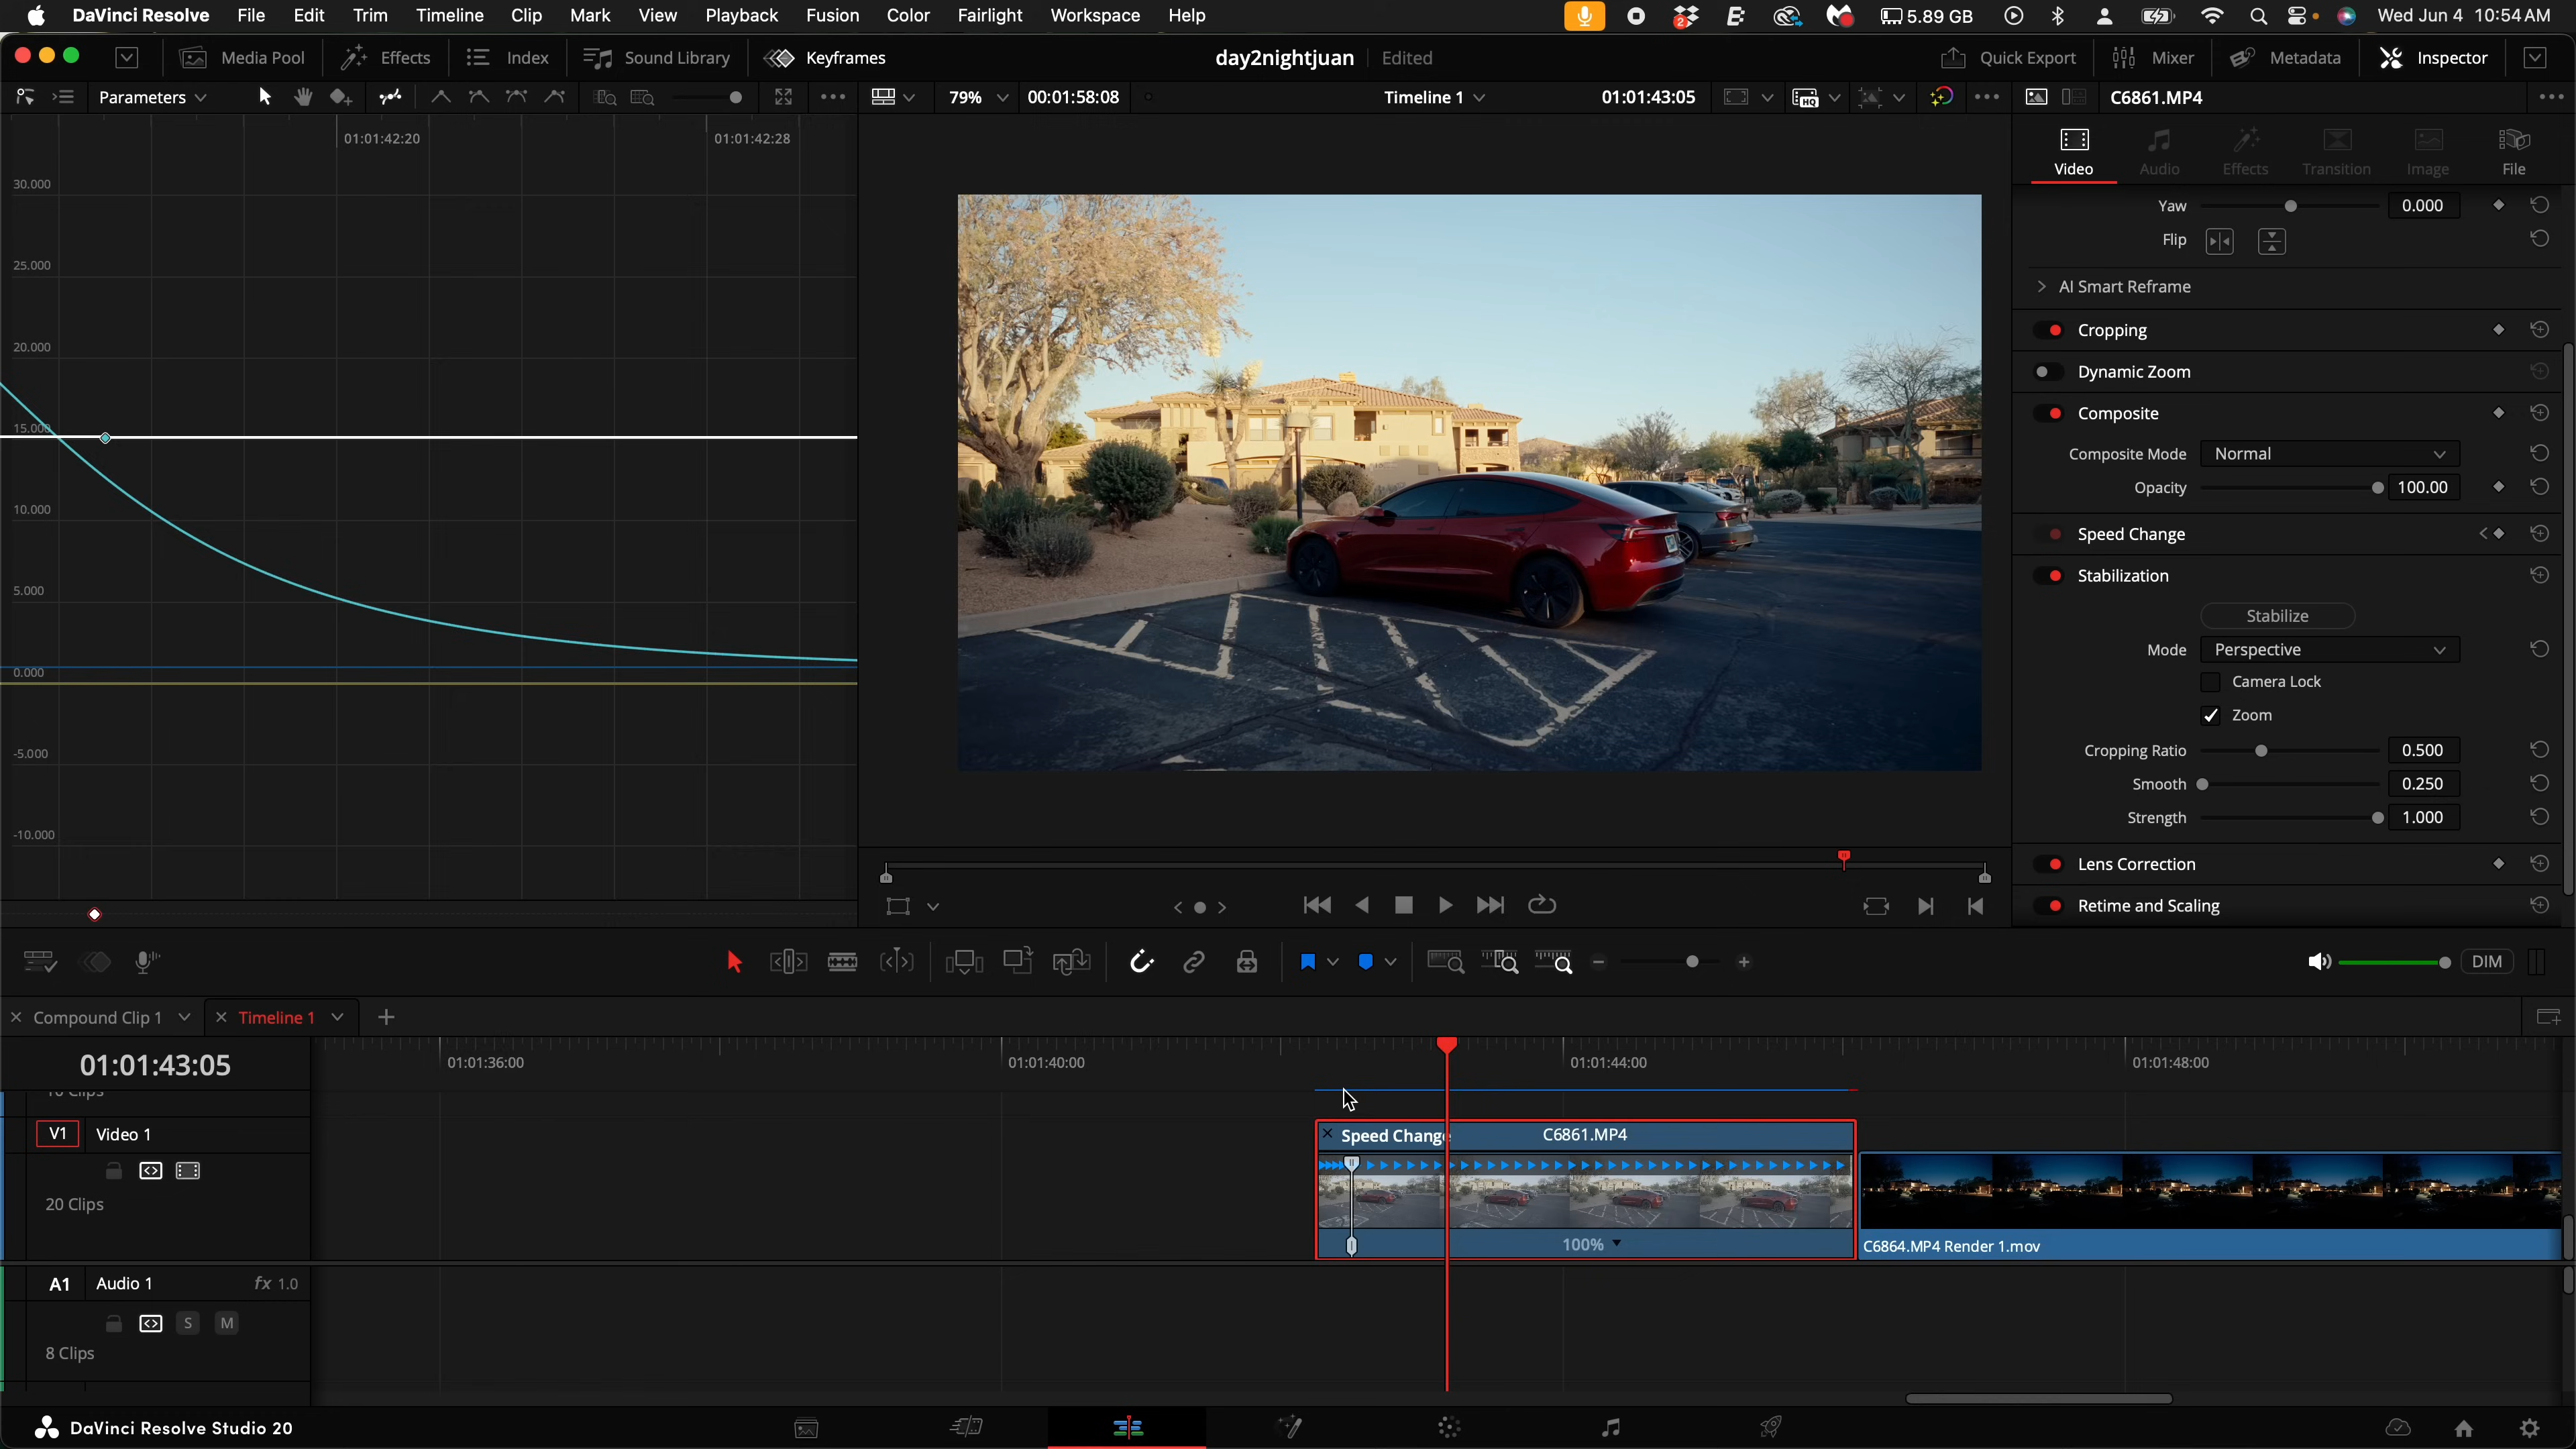 DaVinci Resolve File Edit Trim Timeline Clip Mark View Playback Fusion Color Fairlight Workspace Help 2 5.89 GB Wed Jun 4 10:54 AM
Media Pool Effects Index Sound Library Keyframes day2nightjuan Edited Quick Export Mixer Metadata Inspector
Parameters 79% 00:01:58:08 Timeline 1 01:01:43:05 HQ C6861.MP4
01:01:42:20 01:01:42:28
Video Audio Effects Transition Image File
30.000
25.000
20.000
15.000
10.000
5.000
0.000
-5.000
-10.000
Yaw 0.000
Flip
AI Smart Reframe
Cropping
Dynamic Zoom
Composite
Composite Mode Normal
Opacity 100.00
Speed Change
Stabilization
Stabilize
Mode Perspective
Camera Lock
Zoom
Cropping Ratio 0.500
Smooth 0.250
Strength 1.000
Lens Correction
Retime and Scaling
DIM
Compound Clip 1 Timeline 1
01:01:43:05 01:01:36:00 01:01:40:00 01:01:44:00 01:01:48:00
V1 Video 1
20 Clips
Speed Change C6861.MP4
100%
C6864.MP4 Render 1.mov
A1 Audio 1 fx 1.0
S M
8 Clips
DaVinci Resolve Studio 20